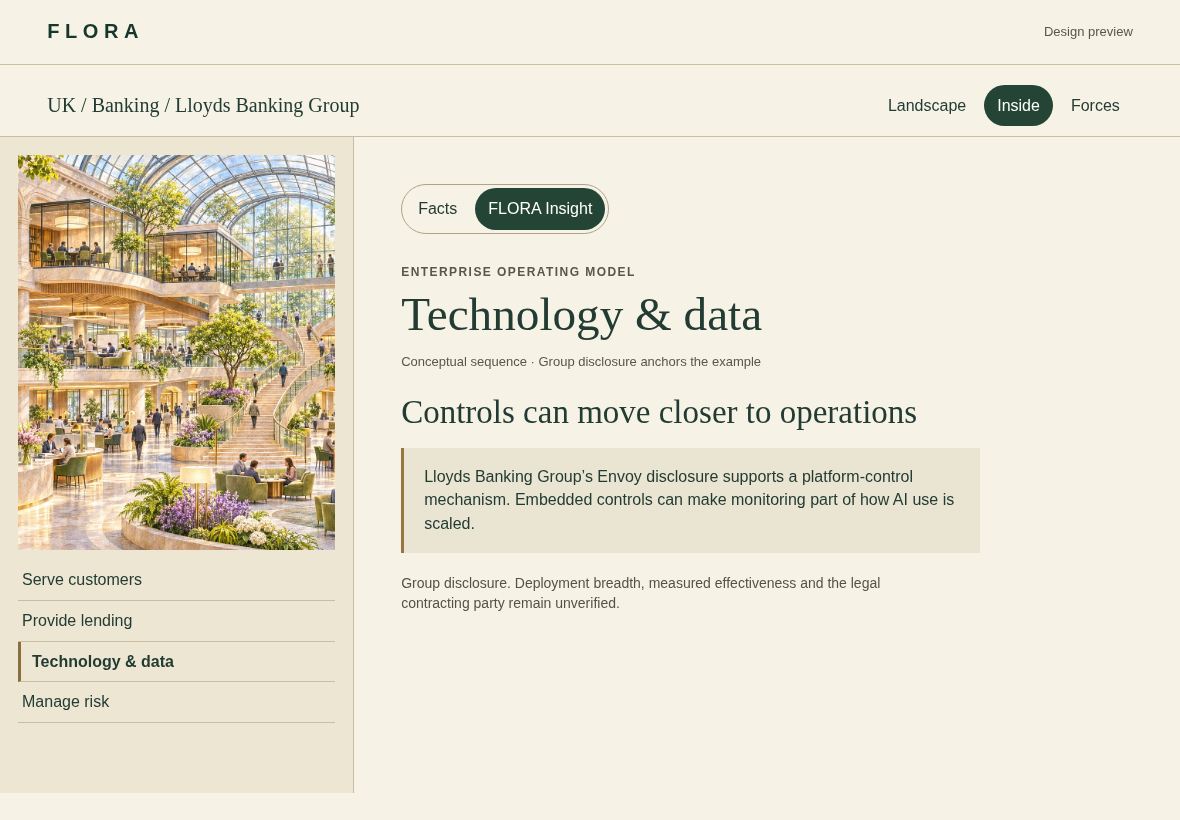 FLORA
Design preview
UK / Banking / Lloyds Banking Group
Landscape
Inside
Forces
Facts
FLORA Insight
ENTERPRISE OPERATING MODEL
Technology & data
Conceptual sequence · Group disclosure anchors the example
Controls can move closer to operations
Lloyds Banking Group’s Envoy disclosure supports a platform-control
mechanism. Embedded controls can make monitoring part of how AI use is
scaled.
Group disclosure. Deployment breadth, measured effectiveness and the legal
contracting party remain unverified.
Serve customers
Provide lending
Technology & data
Manage risk